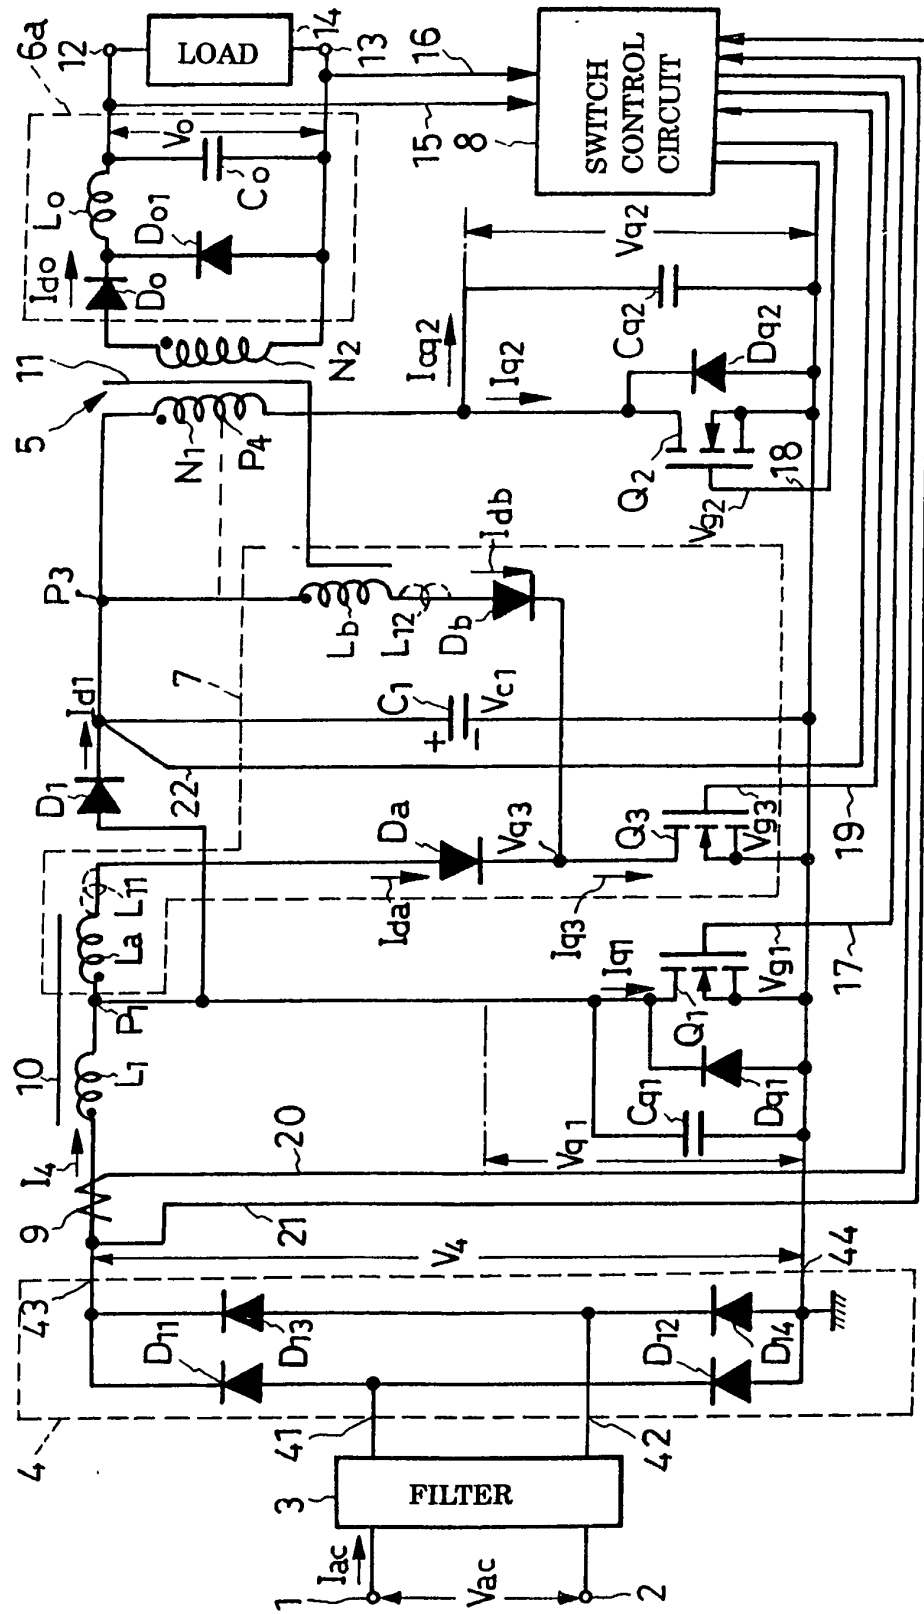 6a
12
LOAD
14
13
16
15
8
SWITCH
CONTROL
CIRCUIT
Lo
Vo
Co
Do1
Ido
Do
N2
11
5
N1
P4
Icq2
Iq2
Cq2
Vq2
Dq2
Q2
Vg2
18
P3
7
Lb
L12
Db
Idb
Id1
C1
Vc1
+
−
D1
22
Da
Vq3
Q3
Vg3
19
L11
La
Ida
Iq3
10
P1
L1
Iq1
Q1
Vg1
17
Cq1
Dq1
Vq1
I4
9
20
21
V4
43
44
D11
D13
D12
D14
4
41
42
3
FILTER
Iac
1
Vac
2